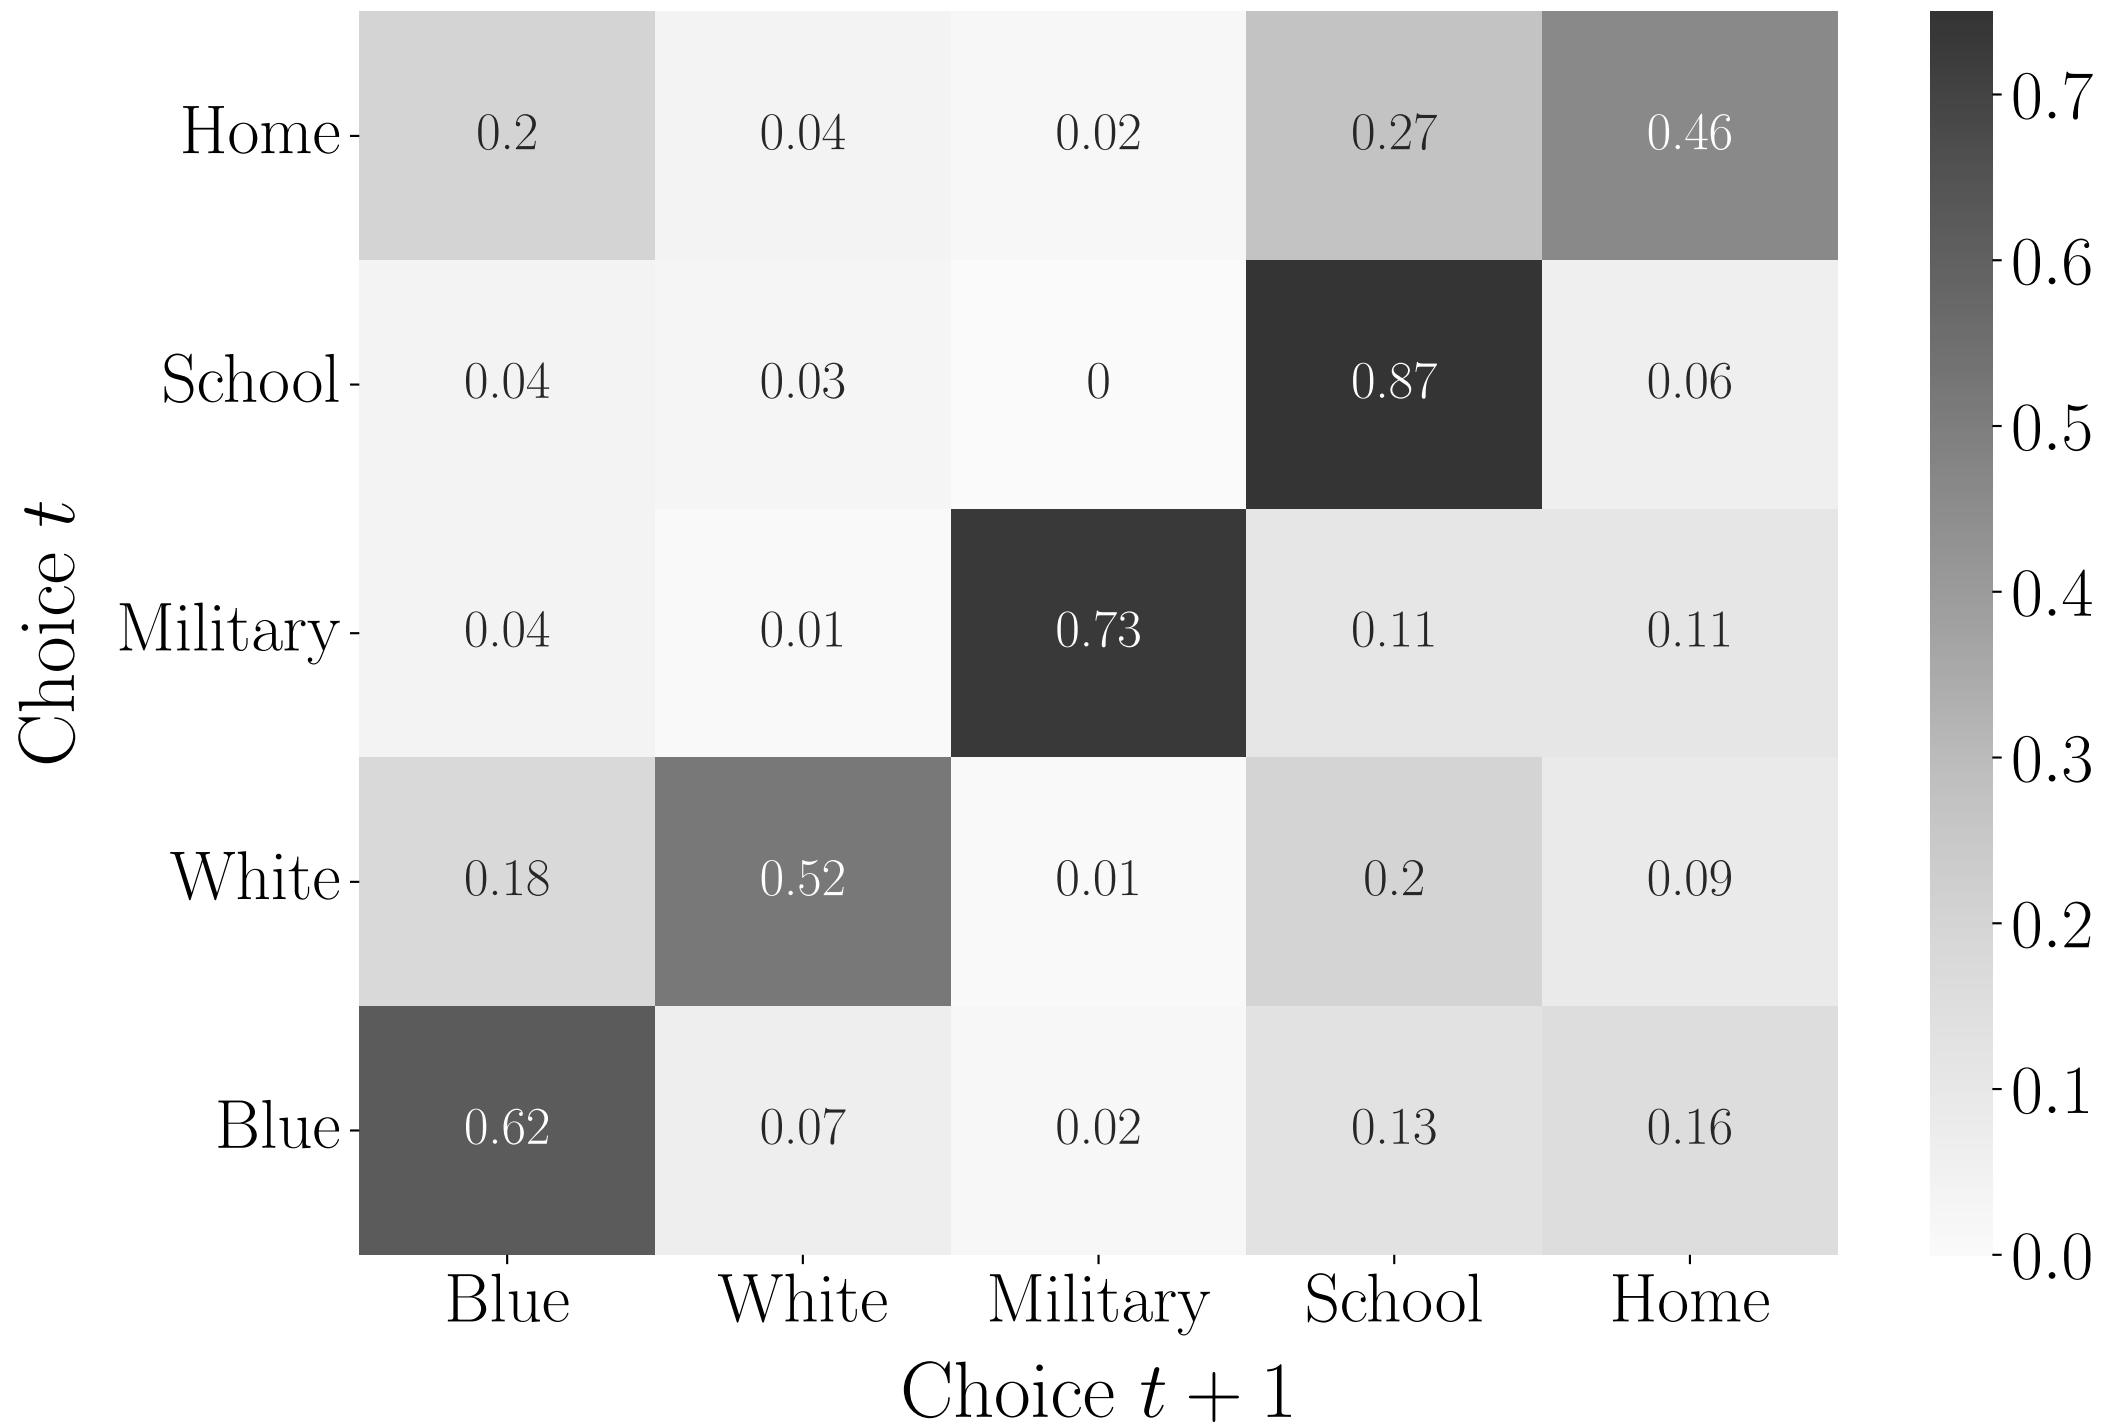 Home 0.2 0.04 0.02 0.27 0.46
School 0.04 0.03 0 0.87 0.06
Military 0.04 0.01 0.73 0.11 0.11
White 0.18 0.52 0.01 0.2 0.09
Blue 0.62 0.07 0.02 0.13 0.16
Blue White Military School Home
Choice t + 1
Choice t
0.7
0.6
0.5
0.4
0.3
0.2
0.1
0.0